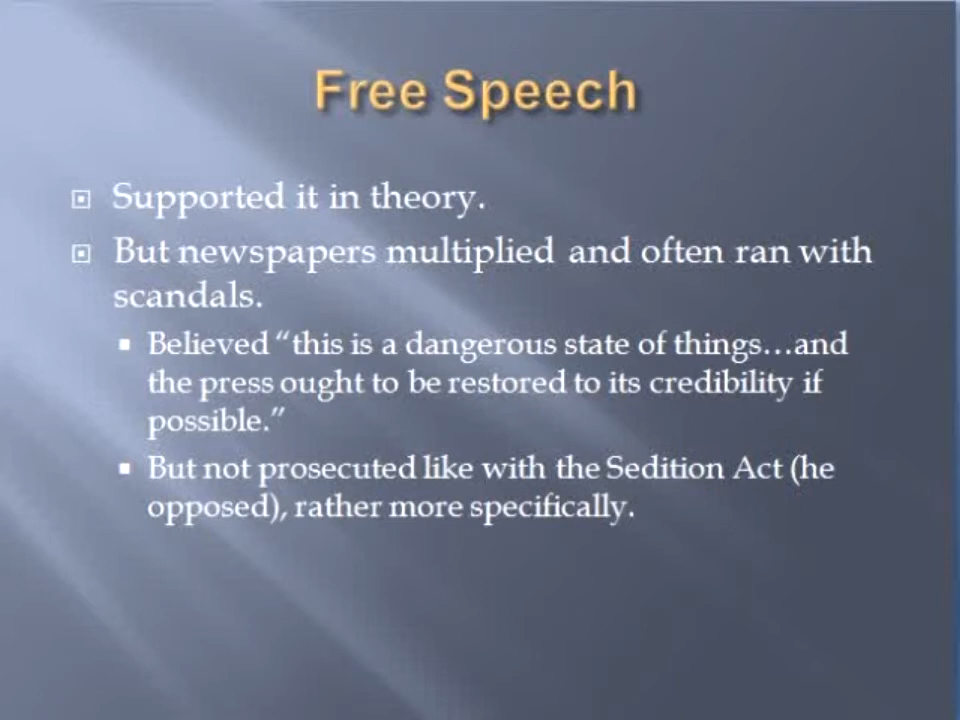 Free Speech
Supported it in theory.
But newspapers multiplied and often ran with
scandals.
Believed “this is a dangerous state of things…and
the press ought to be restored to its credibility if
possible.”
But not prosecuted like with the Sedition Act (he
opposed), rather more specifically.